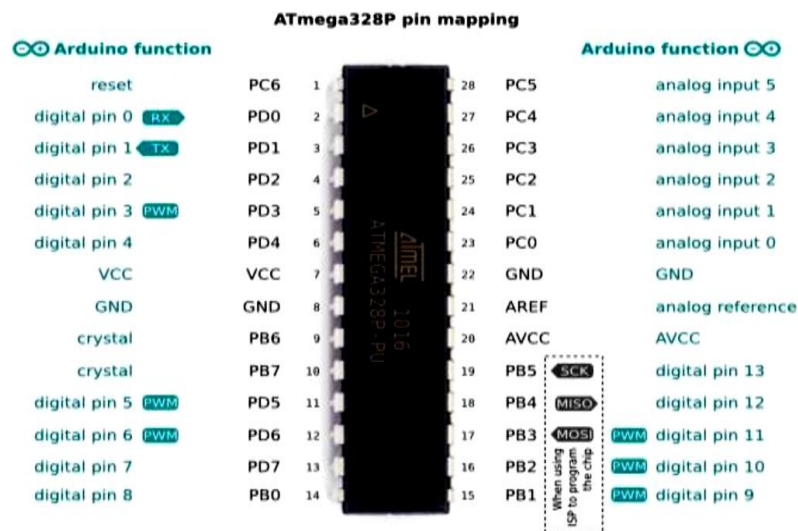 ATmega328P pin mapping
Arduino function Arduino function
reset PC6 1 28 PC5 analog input 5
digital pin 0 RX PD0 2 27 PC4 analog input 4
digital pin 1 TX PD1 3 26 PC3 analog input 3
digital pin 2 PD2 4 25 PC2 analog input 2
digital pin 3 PWM PD3 5 24 PC1 analog input 1
digital pin 4 PD4 6 23 PC0 analog input 0
VCC VCC 7 22 GND GND
GND GND 8 21 AREF analog reference
crystal PB6 9 20 AVCC AVCC
crystal PB7 10 19 PB5 SCK digital pin 13
digital pin 5 PWM PD5 11 18 PB4 MISO digital pin 12
digital pin 6 PWM PD6 12 17 PB3 MOSI PWM digital pin 11
digital pin 7 PD7 13 16 PB2 PWM digital pin 10
digital pin 8 PB0 14 15 PB1 PWM digital pin 9
When using
ISP to program
the chip
ATMEL
1016
ATMEGA328P-PU